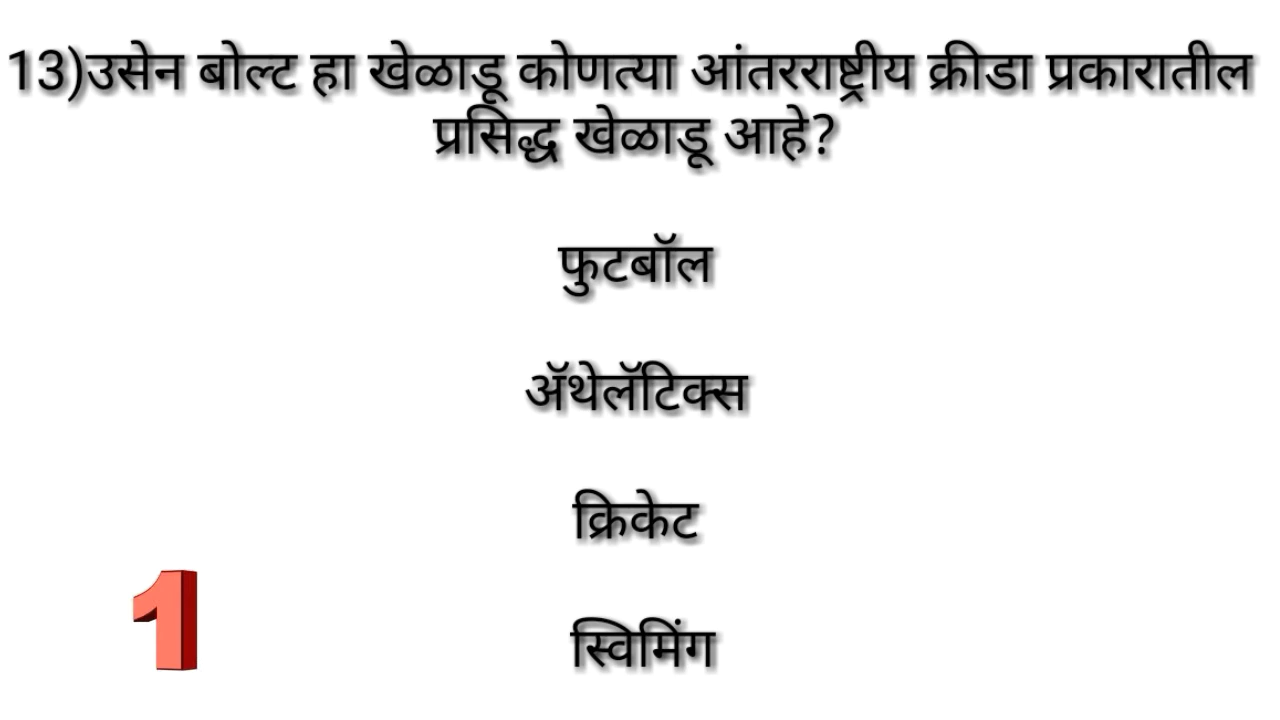 13)उसेन बोल्ट हा खेळाडू कोणत्या आंतरराष्ट्रीय क्रीडा प्रकारातील
प्रसिद्ध खेळाडू आहे?
फुटबॉल
ॲथेलॅटिक्स
क्रिकेट
स्विमिंग
1